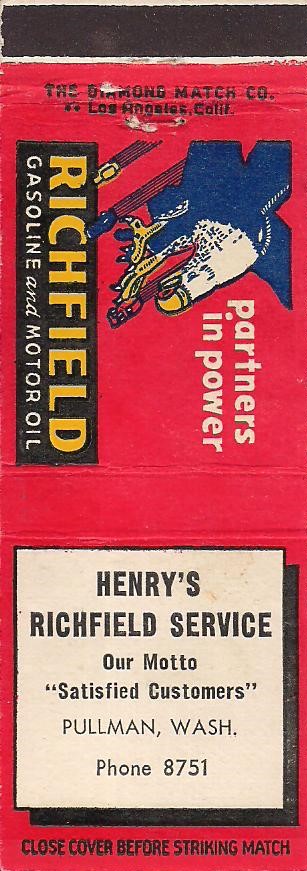 THE DIAMOND MATCH CO.
Los Angeles, Calif.
RICHFIELD
GASOLINE and MOTOR OIL
partners
in power
HENRY'S
RICHFIELD SERVICE
Our Motto
"Satisfied Customers"
PULLMAN, WASH.
Phone 8751
CLOSE COVER BEFORE STRIKING MATCH